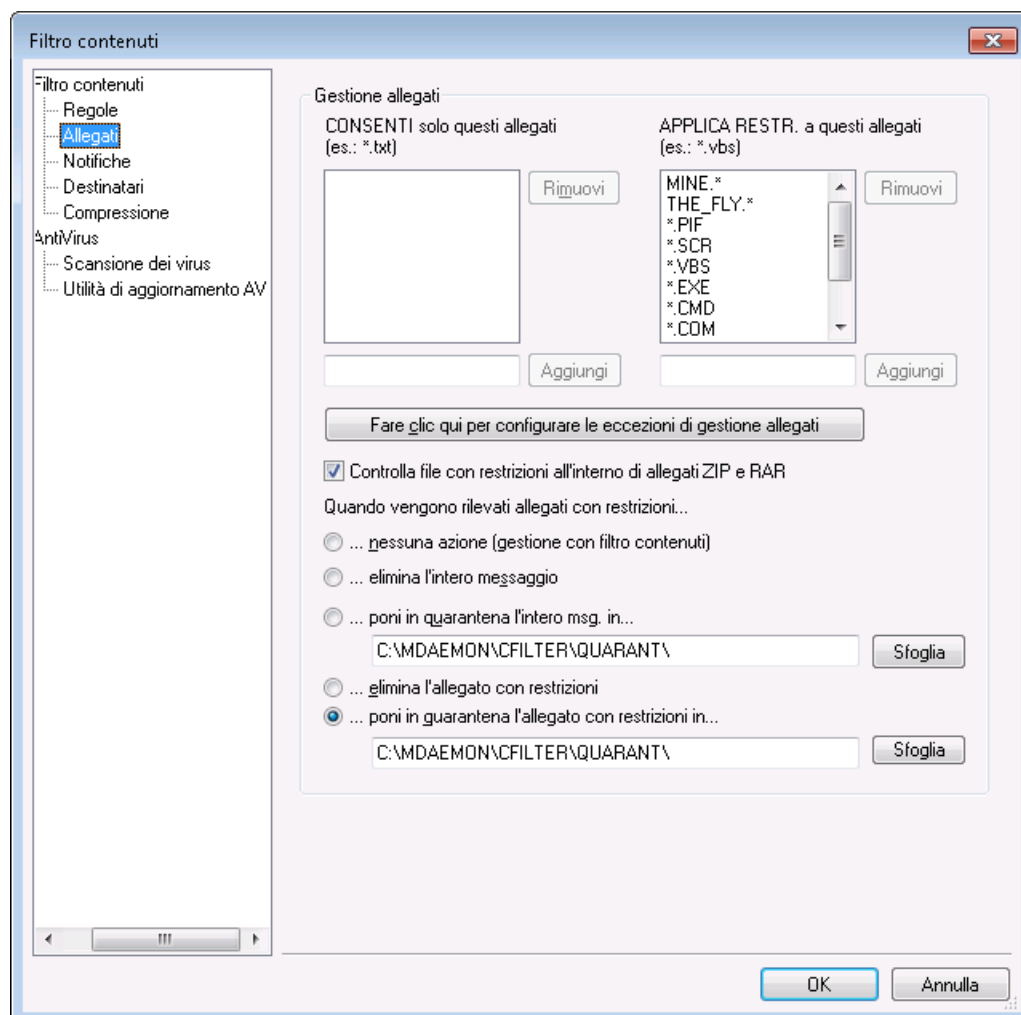 Filtro contenuti
Filtro contenuti
Regole
Allegati
Notifiche
Destinatari
Compressione
AntiVirus
Scansione dei virus
Utilità di aggiornamento AV
Gestione allegati
CONSENTI solo questi allegati
(es.: *.txt)
Rimuovi
Aggiungi
APPLICA RESTR. a questi allegati
(es.: *.vbs)
MINE.*
THE_FLY.*
*.PIF
*.SCR
*.VBS
*.EXE
*.CMD
*.COM
Rimuovi
Aggiungi
Fare clic qui per configurare le eccezioni di gestione allegati
Controlla file con restrizioni all'interno di allegati ZIP e RAR
Quando vengono rilevati allegati con restrizioni...
... nessuna azione (gestione con filtro contenuti)
... elimina l'intero messaggio
... poni in quarantena l'intero msg. in...
C:\MDAEMON\CFILTER\QUARANT\
Sfoglia
... elimina l'allegato con restrizioni
... poni in quarantena l'allegato con restrizioni in...
C:\MDAEMON\CFILTER\QUARANT\
Sfoglia
OK
Annulla